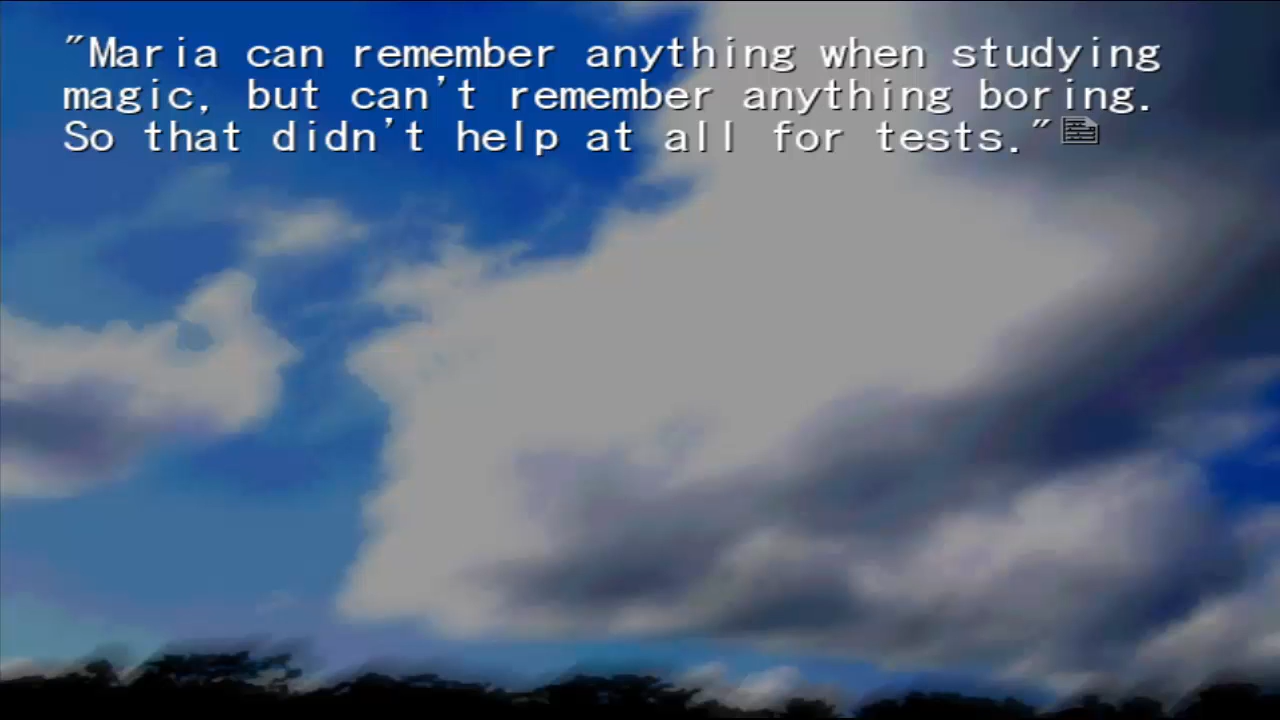 "Maria can remember anything when studying
magic, but can't remember anything boring.
So that didn't help at all for tests."